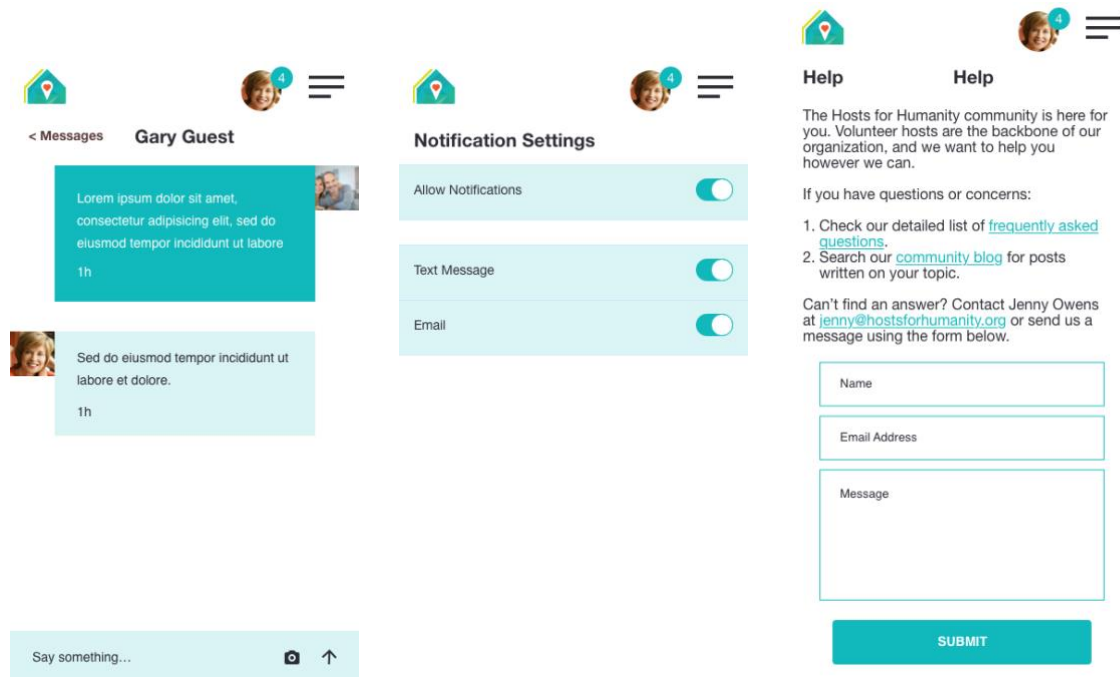 4
< Messages Gary Guest
Lorem ipsum dolor sit amet,
consectetur adipisicing elit, sed do
eiusmod tempor incididunt ut labore
1h
Sed do eiusmod tempor incididunt ut
labore et dolore.
1h
Say something...
4
Notification Settings
Allow Notifications
Text Message
Email
4
Help Help
The Hosts for Humanity community is here for
you. Volunteer hosts are the backbone of our
organization, and we want to help you
however we can.
If you have questions or concerns:
1. Check our detailed list of frequently asked
questions.
2. Search our community blog for posts
written on your topic.
Can't find an answer? Contact Jenny Owens
at jenny@hostsforhumanity.org or send us a
message using the form below.
Name
Email Address
Message
SUBMIT